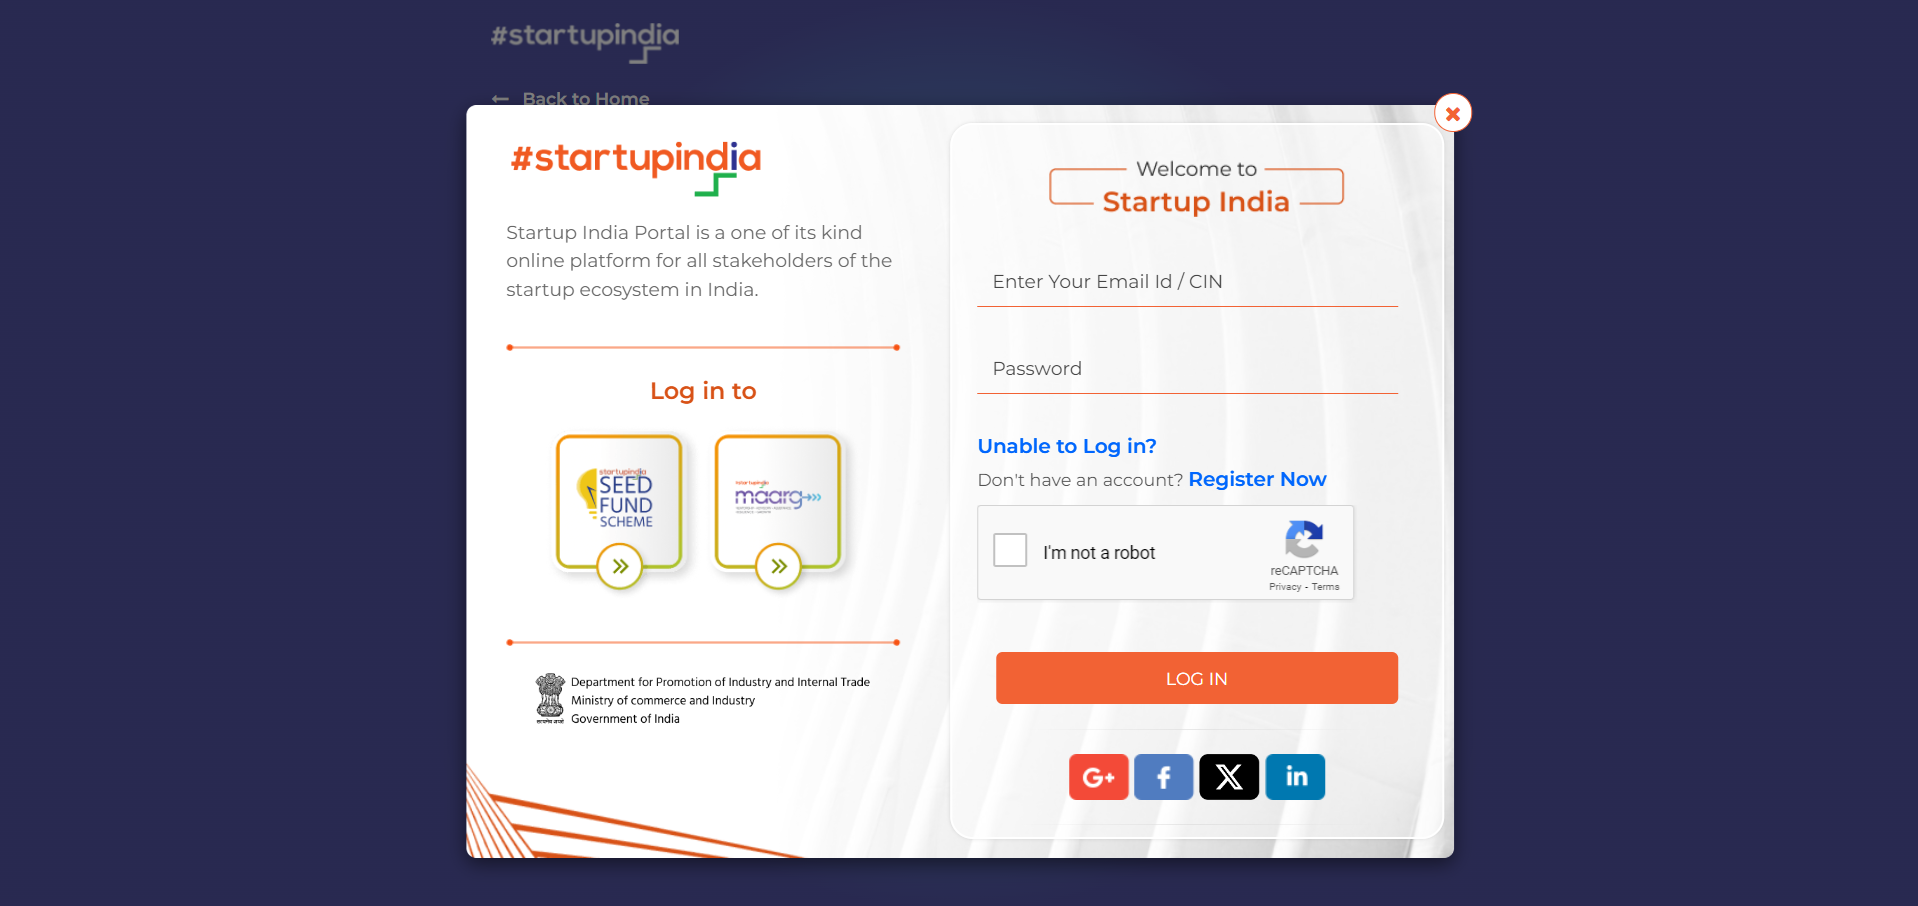 #startupindia
Back to Home
#startupindia
Startup India Portal is a one of its kind
online platform for all stakeholders of the
startup ecosystem in India.
Log in to
startupindia
SEED
FUND
SCHEME
#startupindia
maarg
Department for Promotion of Industry and Internal Trade
Ministry of commerce and Industry
Government of India
Welcome to
Startup India
Enter Your Email Id / CIN
Password
Unable to Log in?
Don't have an account? Register Now
I'm not a robot
reCAPTCHA
Privacy - Terms
LOG IN
G+
f
X
in